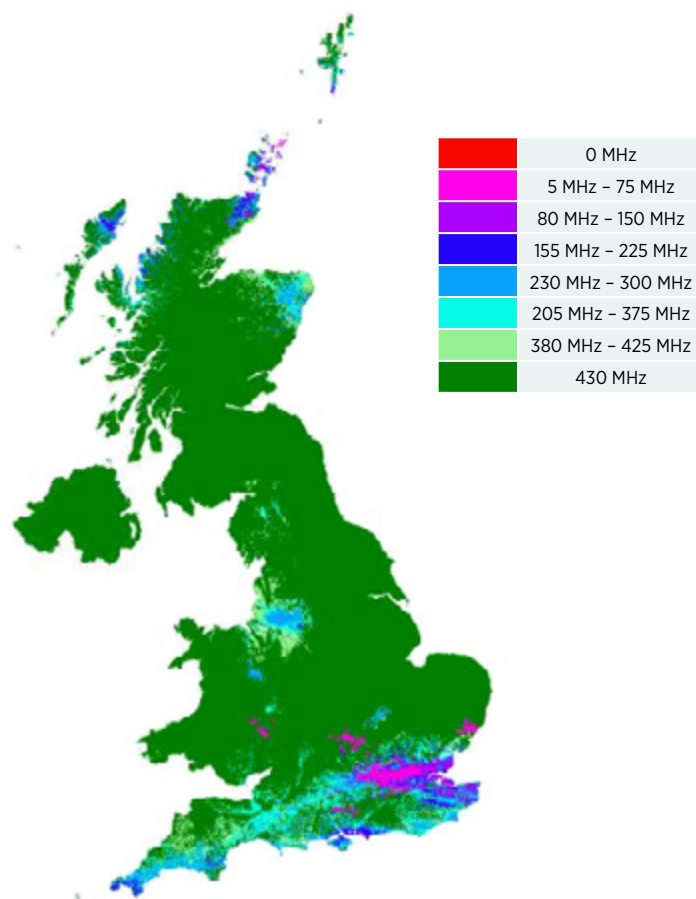 0 MHz
5 MHz – 75 MHz
80 MHz – 150 MHz
155 MHz – 225 MHz
230 MHz – 300 MHz
205 MHz – 375 MHz
380 MHz – 425 MHz
430 MHz